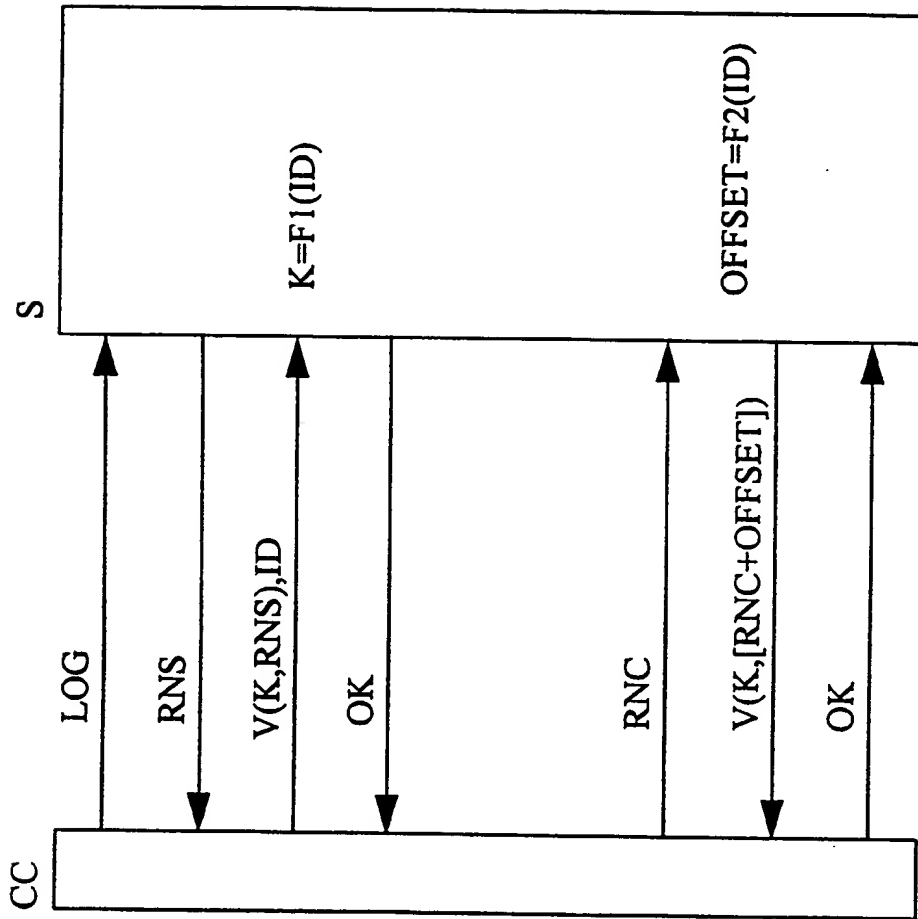 CC
S
LOG
RNS
V(K,RNS),ID
K=F1(ID)
OK
RNC
V(K,[RNC+OFFSET])
OFFSET=F2(ID)
OK